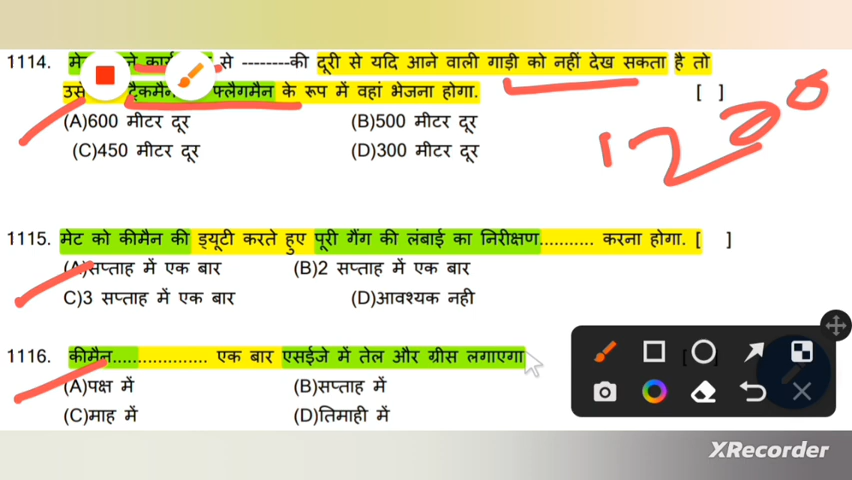 1114. मेट से --------की दूरी से यदि आने वाली गाड़ी को नहीं देख सकता है तो
उसे फ्लैगमैन के रूप में वहां भेजना होगा. [ ]
(A)600 मीटर दूर (B)500 मीटर दूर
(C)450 मीटर दूर (D)300 मीटर दूर
1200
1115. मेट को कीमैन की ड्यूटी करते हुए पूरी गैंग की लंबाई का निरीक्षण........... करना होगा. [ ]
(A)सप्ताह में एक बार (B)2 सप्ताह में एक बार
C)3 सप्ताह में एक बार (D)आवश्यक नही
1116. कीमैन.................. एक बार एसईजे में तेल और ग्रीस लगाएगा
(A)पक्ष में (B)सप्ताह में
(C)माह में (D)तिमाही में
XRecorder